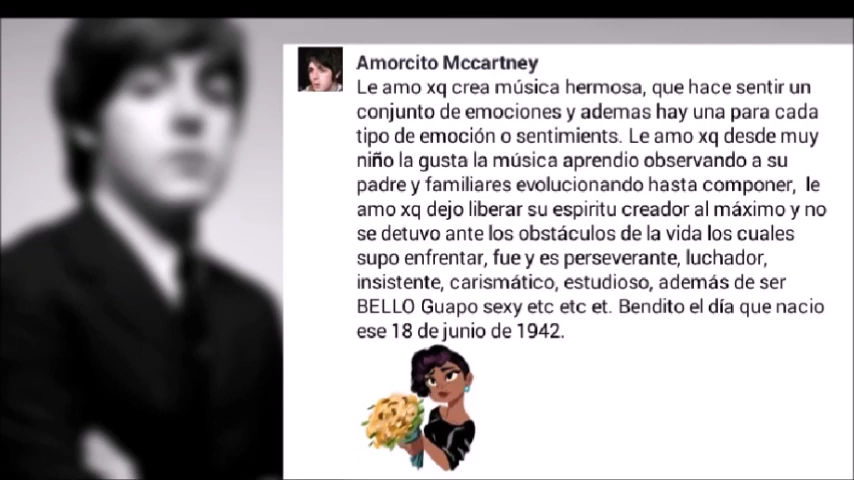 Amorcito Mccartney
Le amo xq crea música hermosa, que hace sentir un
conjunto de emociones y ademas hay una para cada
tipo de emoción o sentimients. Le amo xq desde muy
niño la gusta la música aprendio observando a su
padre y familiares evolucionando hasta componer, le
amo xq dejo liberar su espiritu creador al máximo y no
se detuvo ante los obstáculos de la vida los cuales
supo enfrentar, fue y es perseverante, luchador,
insistente, carismático, estudioso, además de ser
BELLO Guapo sexy etc etc et. Bendito el día que nacio
ese 18 de junio de 1942.